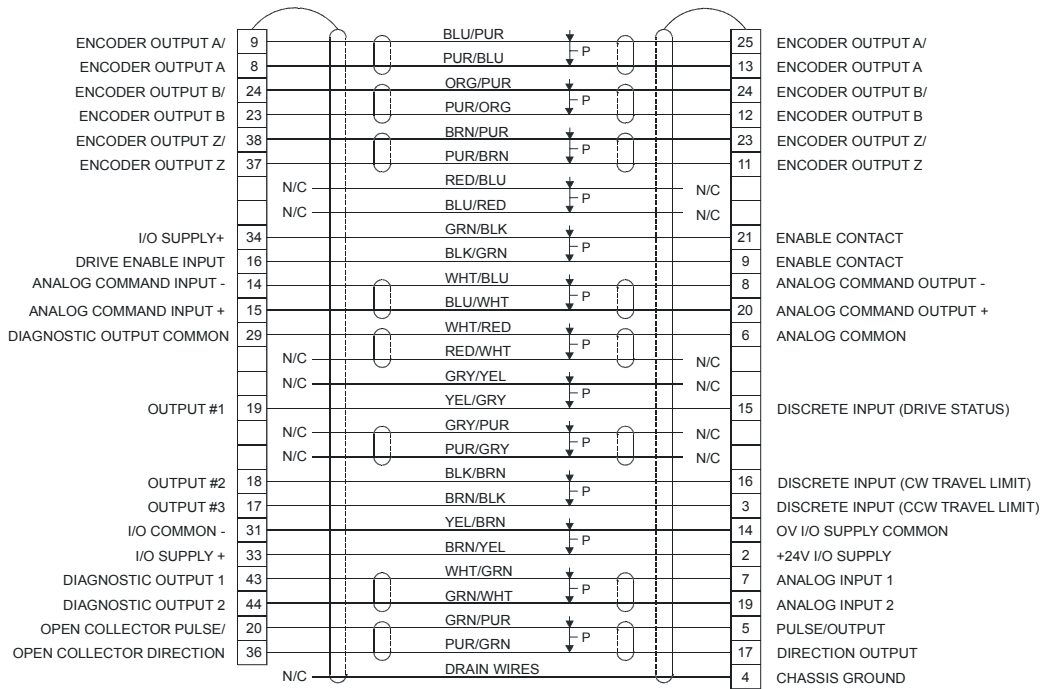 ENCODER OUTPUT A/ 9 BLU/PUR 25 ENCODER OUTPUT A/
P
ENCODER OUTPUT A 8 PUR/BLU 13 ENCODER OUTPUT A
ENCODER OUTPUT B/ 24 ORG/PUR 24 ENCODER OUTPUT B/
P
ENCODER OUTPUT B 23 PUR/ORG 12 ENCODER OUTPUT B
ENCODER OUTPUT Z/ 38 BRN/PUR 23 ENCODER OUTPUT Z/
P
ENCODER OUTPUT Z 37 PUR/BRN 11 ENCODER OUTPUT Z
N/C RED/BLU N/C
P
N/C BLU/RED N/C
I/O SUPPLY+ 34 GRN/BLK 21 ENABLE CONTACT
P
DRIVE ENABLE INPUT 16 BLK/GRN 9 ENABLE CONTACT
ANALOG COMMAND INPUT - 14 WHT/BLU 8 ANALOG COMMAND OUTPUT -
P
ANALOG COMMAND INPUT + 15 BLU/WHT 20 ANALOG COMMAND OUTPUT +
DIAGNOSTIC OUTPUT COMMON 29 WHT/RED 6 ANALOG COMMON
P
N/C RED/WHT N/C
N/C GRY/YEL N/C
P
OUTPUT #1 19 YEL/GRY 15 DISCRETE INPUT (DRIVE STATUS)
N/C GRY/PUR N/C
P
N/C PUR/GRY N/C
OUTPUT #2 18 BLK/BRN 16 DISCRETE INPUT (CW TRAVEL LIMIT)
P
OUTPUT #3 17 BRN/BLK 3 DISCRETE INPUT (CCW TRAVEL LIMIT)
I/O COMMON - 31 YEL/BRN 14 OV I/O SUPPLY COMMON
P
I/O SUPPLY + 33 BRN/YEL 2 +24V I/O SUPPLY
DIAGNOSTIC OUTPUT 1 43 WHT/GRN 7 ANALOG INPUT 1
P
DIAGNOSTIC OUTPUT 2 44 GRN/WHT 19 ANALOG INPUT 2
OPEN COLLECTOR PULSE/ 20 GRN/PUR 5 PULSE/OUTPUT
P
OPEN COLLECTOR DIRECTION 36 PUR/GRN 17 DIRECTION OUTPUT
N/C DRAIN WIRES 4 CHASSIS GROUND